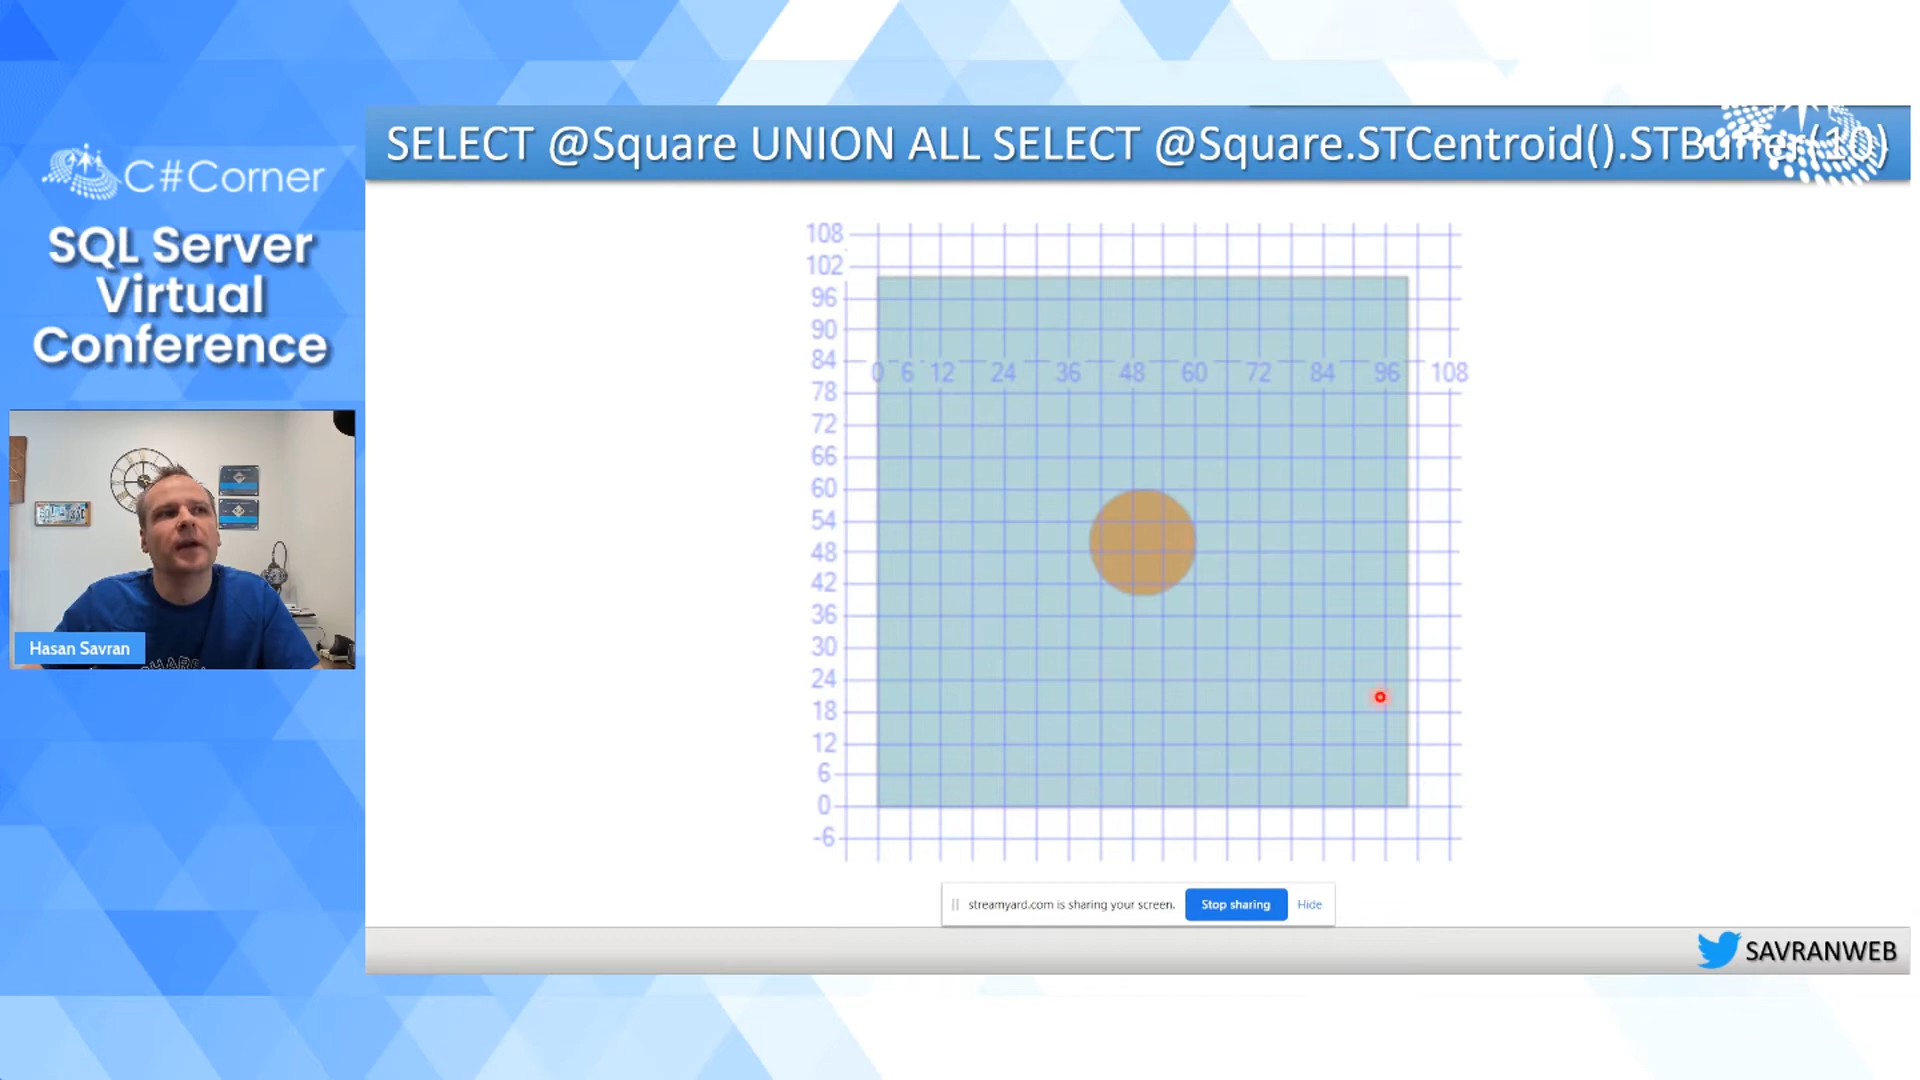 SELECT @Square UNION ALL SELECT @Square.STCentroid().STBuffer(10)
C#Corner
SQL Server
Virtual
Conference
Hasan Savran
108
102
96
90
84
0 6 12 24 36 48 60 72 84 96 108
78
72
66
60
54
48
42
36
30
24
18
12
6
0
-6
streamyard.com is sharing your screen. Stop sharing Hide
SAVRANWEB